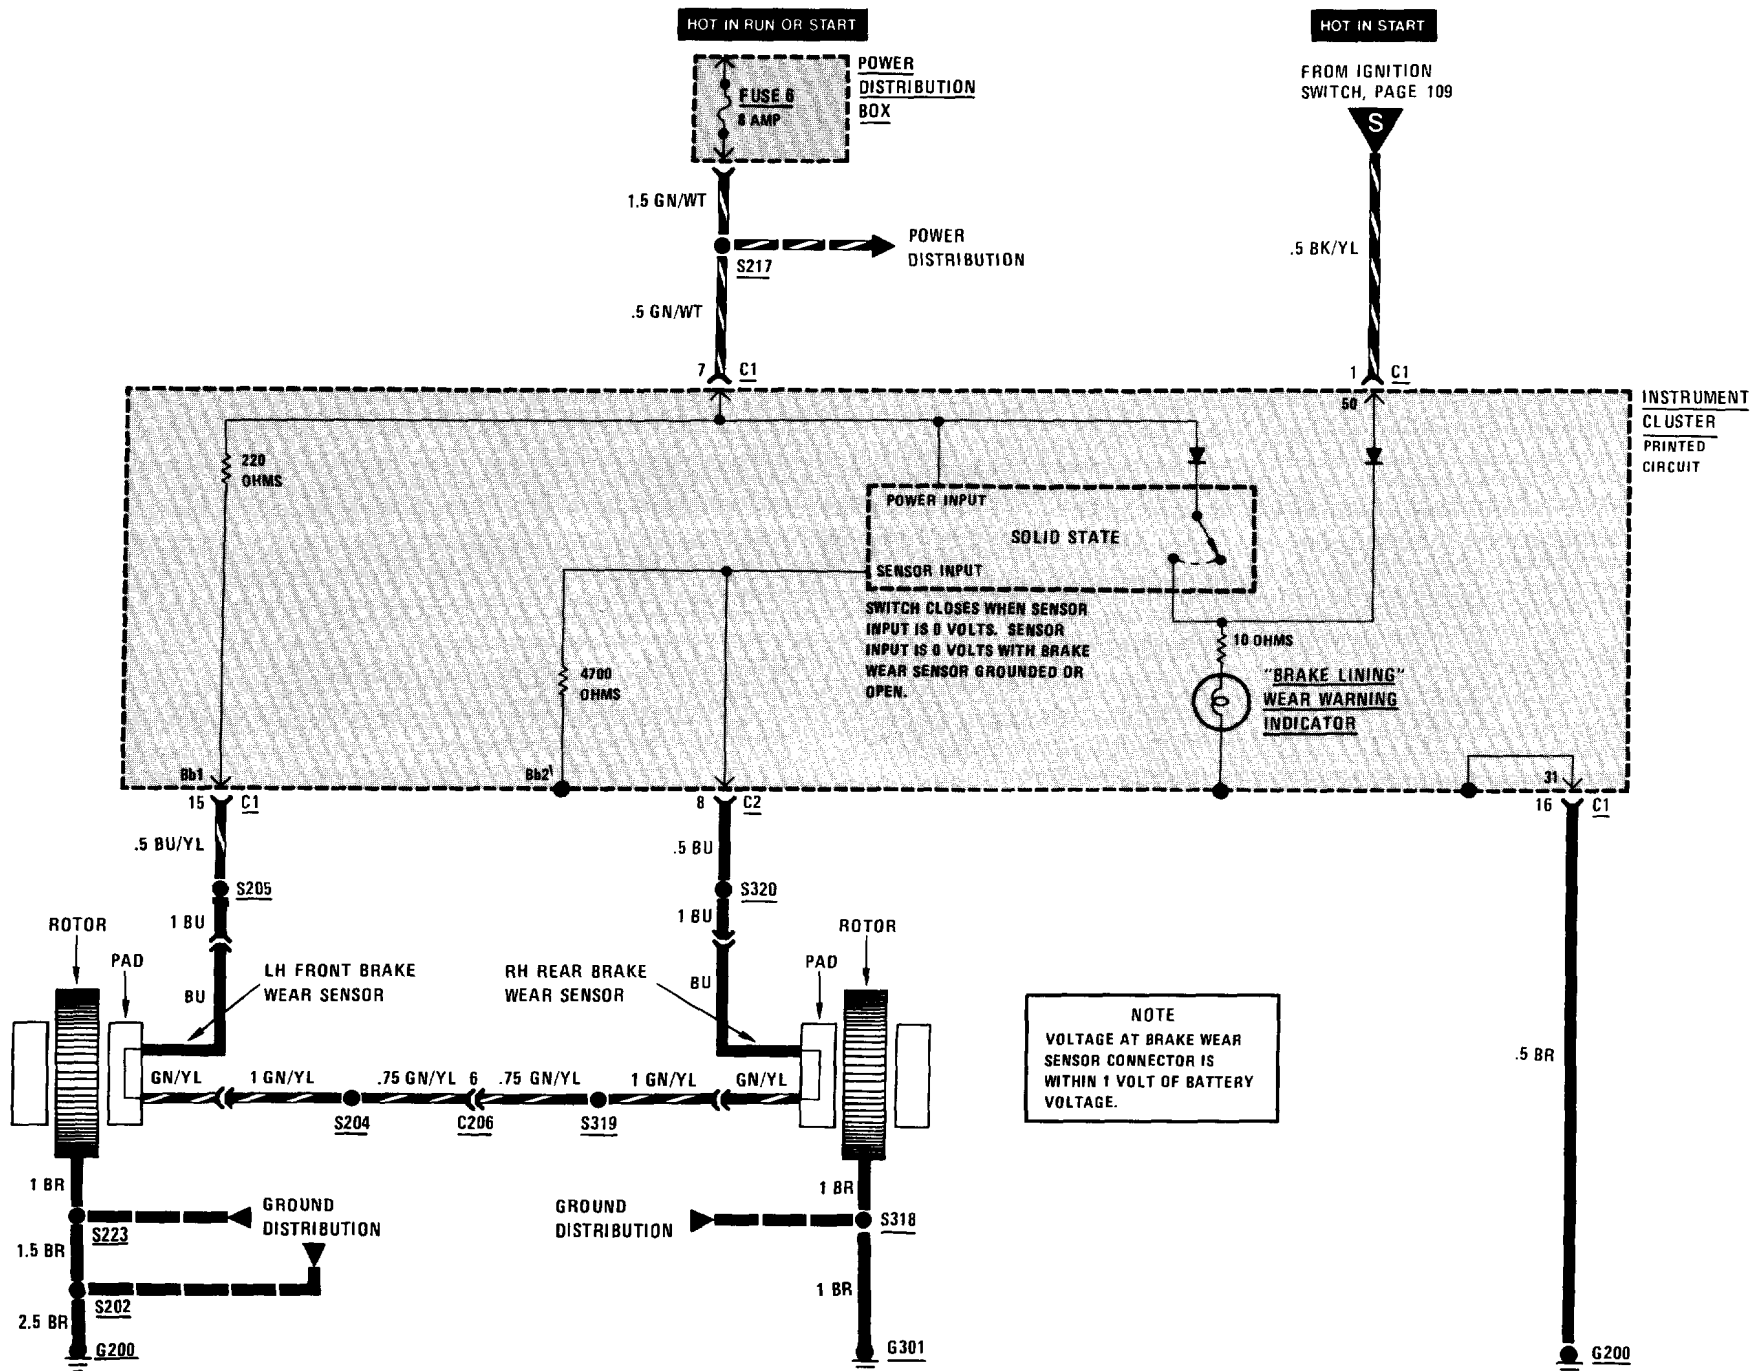 HOT IN RUN OR START
HOT IN START
POWER
DISTRIBUTION
BOX
FUSE 6
8 AMP
FROM IGNITION
SWITCH, PAGE 109
S
1.5 GN/WT
S217
POWER
DISTRIBUTION
.5 GN/WT
.5 BK/YL
7 C1
1 C1
50
INSTRUMENT
CLUSTER
PRINTED
CIRCUIT
220
OHMS
POWER INPUT
SOLID STATE
SENSOR INPUT
SWITCH CLOSES WHEN SENSOR
INPUT IS 0 VOLTS. SENSOR
INPUT IS 0 VOLTS WITH BRAKE
WEAR SENSOR GROUNDED OR
OPEN.
4700
OHMS
10 OHMS
"BRAKE LINING"
WEAR WARNING
INDICATOR
Bb1
Bb2
31
15 C1
8 C2
16 C1
.5 BU/YL
.5 BU
S205
S320
1 BU
1 BU
ROTOR
PAD
LH FRONT BRAKE
WEAR SENSOR
BU
RH REAR BRAKE
WEAR SENSOR
BU
PAD
ROTOR
NOTE
VOLTAGE AT BRAKE WEAR
SENSOR CONNECTOR IS
WITHIN 1 VOLT OF BATTERY
VOLTAGE.
.5 BR
GN/YL
1 GN/YL
.75 GN/YL 6
.75 GN/YL
1 GN/YL
GN/YL
S204
C206
S319
1 BR
S223
GROUND
DISTRIBUTION
1.5 BR
S202
2.5 BR
G200
1 BR
GROUND
DISTRIBUTION
S318
1 BR
G301
G200